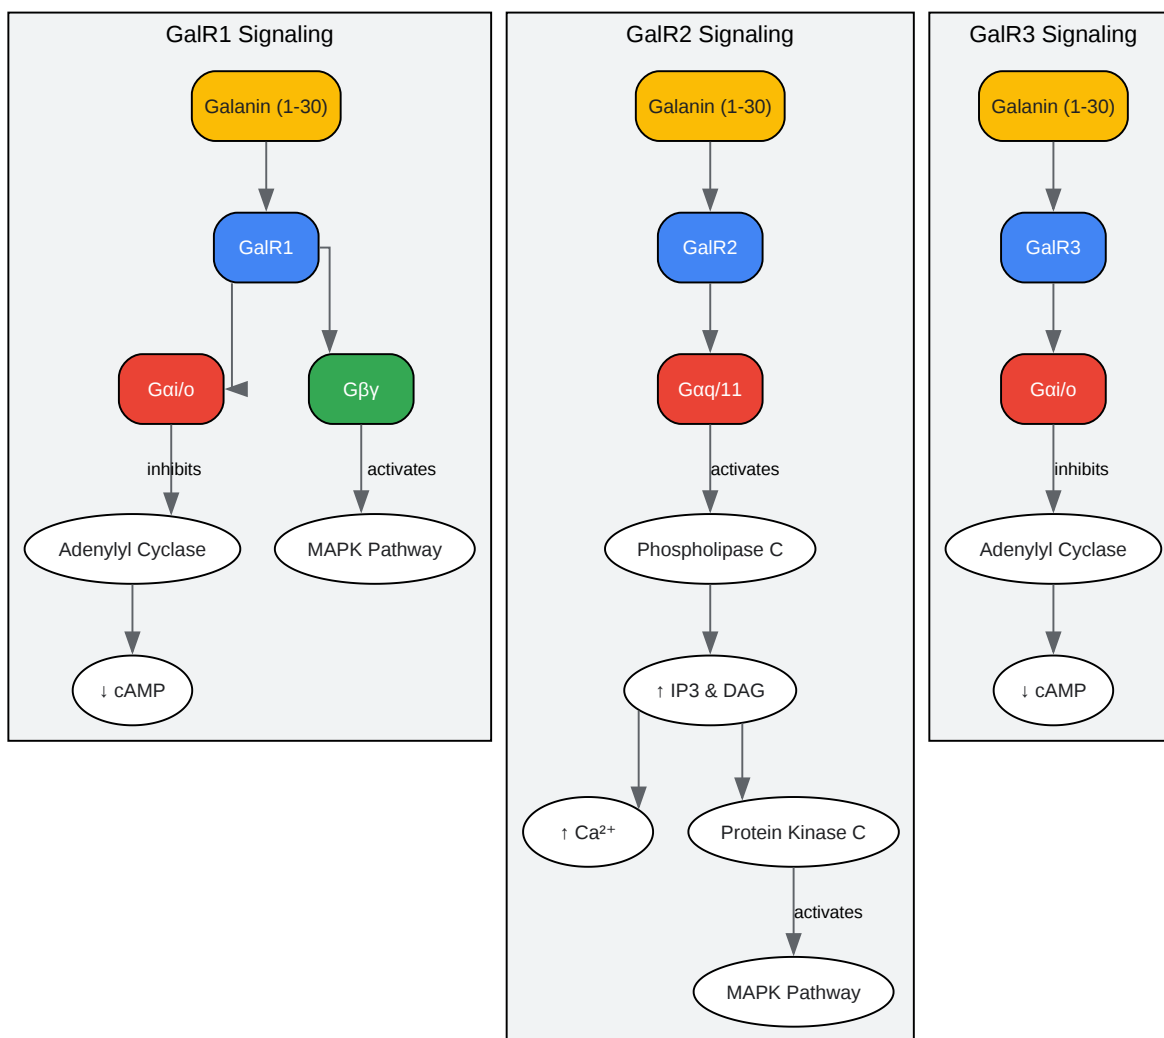 GalR1 Signaling
Galanin (1-30)
GalR1
Gαi/o
Gβγ
inhibits
activates
Adenylyl Cyclase
MAPK Pathway
↓ cAMP
GalR2 Signaling
Galanin (1-30)
GalR2
Gαq/11
activates
Phospholipase C
↑ IP3 & DAG
↑ Ca²⁺
Protein Kinase C
activates
MAPK Pathway
GalR3 Signaling
Galanin (1-30)
GalR3
Gαi/o
inhibits
Adenylyl Cyclase
↓ cAMP